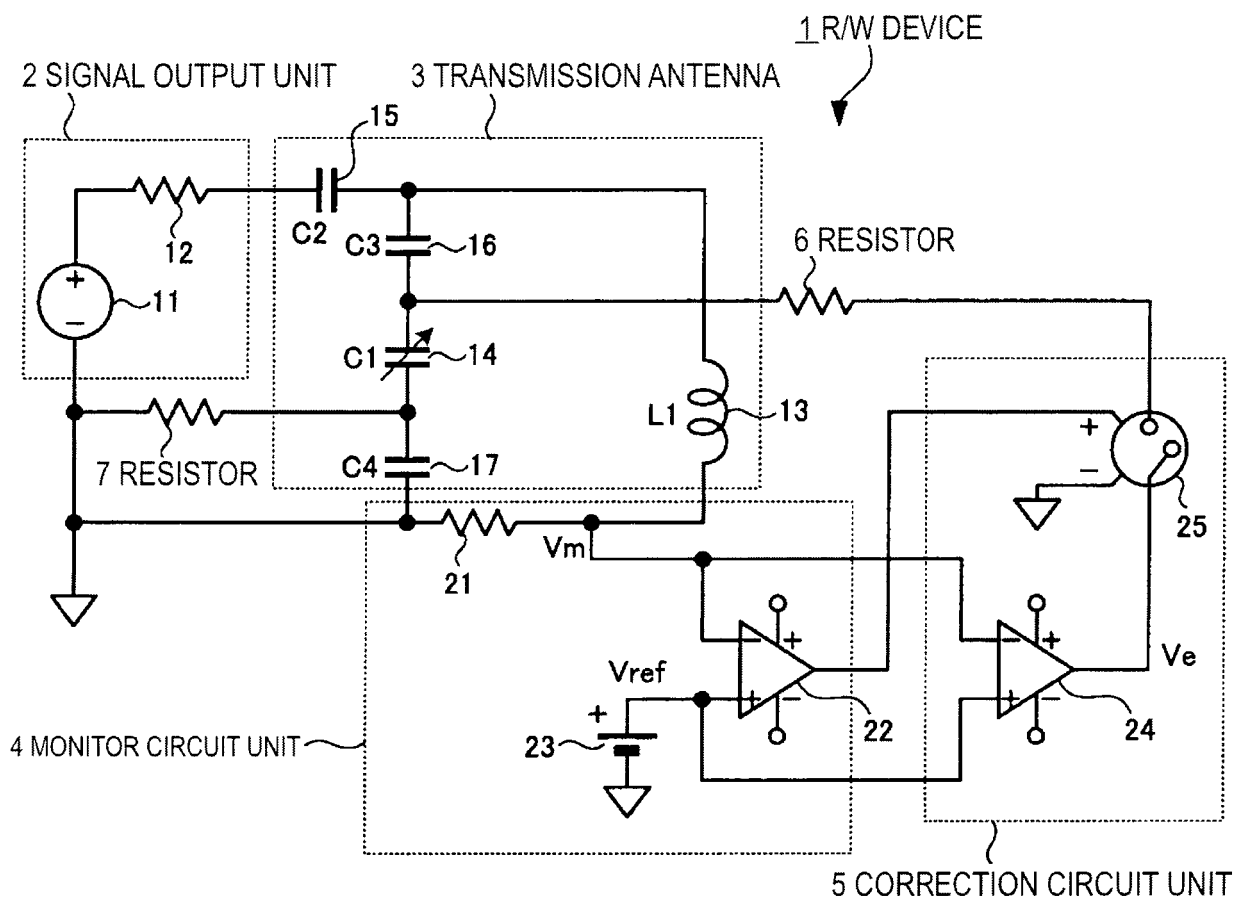 1 R/W DEVICE
2 SIGNAL OUTPUT UNIT
3 TRANSMISSION ANTENNA
15
12
C2
C3
16
6 RESISTOR
+
11
−
C1
14
L1
13
+
−
7 RESISTOR
C4
17
25
21
Vm
−
+
−
+
Ve
Vref
+
−
22
+
−
24
+
23
4 MONITOR CIRCUIT UNIT
5 CORRECTION CIRCUIT UNIT